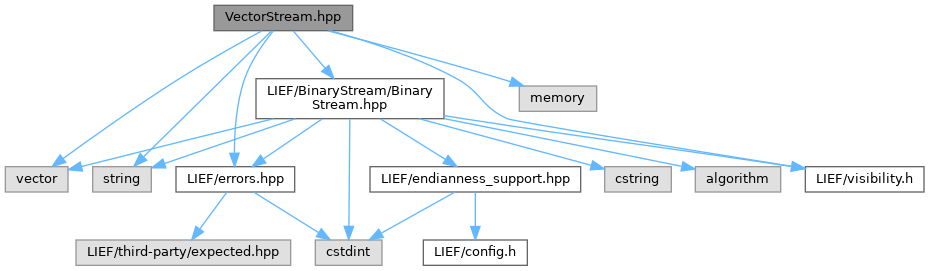 VectorStream.hpp
LIEF/BinaryStream/Binary
Stream.hpp
memory
vector
string
LIEF/errors.hpp
LIEF/endianness_support.hpp
cstring
algorithm
LIEF/visibility.h
LIEF/third-party/expected.hpp
cstdint
LIEF/config.h